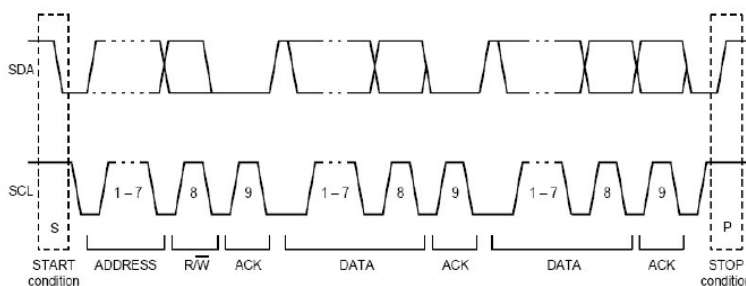 SDA
SCL
1 – 7 8 9 1 – 7 8 9 1 – 7 8 9
S P
START condition ADDRESS R/W̅ ACK DATA ACK DATA ACK STOP condition